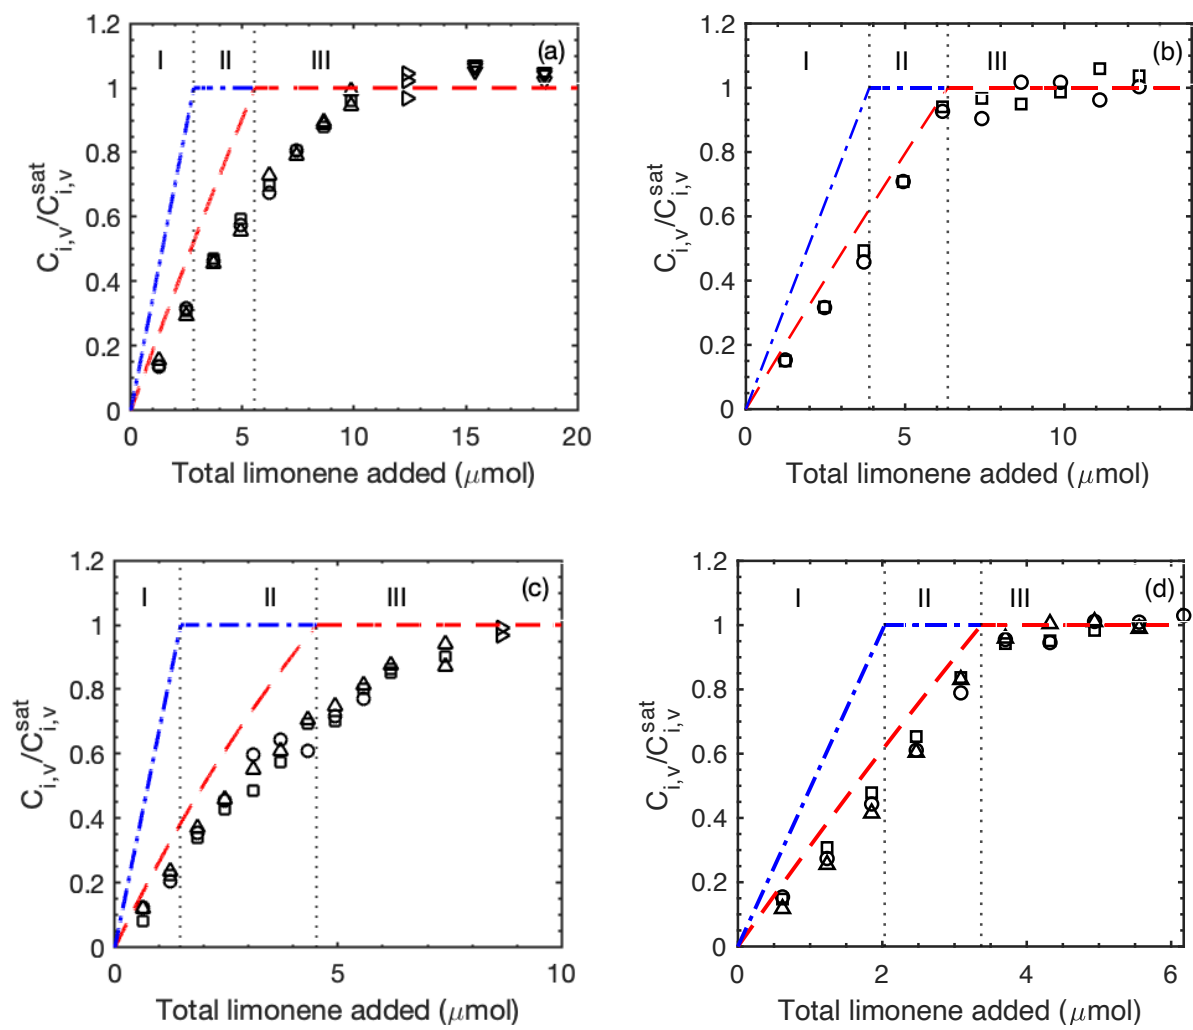 I II III (a)
1.2
1
0.8
0.6
0.4
0.2
0
C_{i,v}/C_{i,v}^{sat}
0 5 10 15 20
Total limonene added (μmol)
I II III (b)
1.2
1
0.8
0.6
0.4
0.2
0
C_{i,v}/C_{i,v}^{sat}
0 5 10
Total limonene added (μmol)
I II III (c)
1.2
1
0.8
0.6
0.4
0.2
0
C_{i,v}/C_{i,v}^{sat}
0 5 10
Total limonene added (μmol)
I II III (d)
1.2
1
0.8
0.6
0.4
0.2
0
C_{i,v}/C_{i,v}^{sat}
0 2 4 6
Total limonene added (μmol)